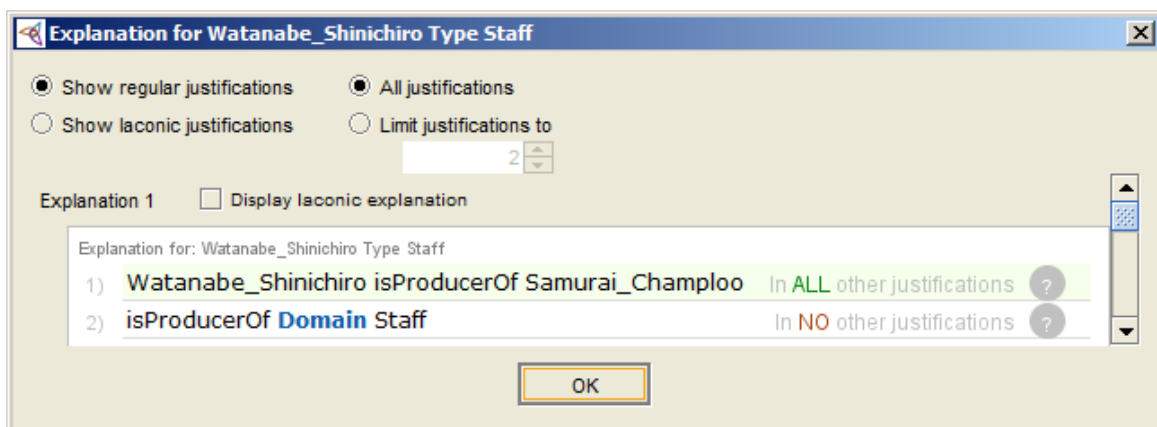 Explanation for Watanabe_Shinichiro Type Staff
Show regular justifications All justifications
Show laconic justifications Limit justifications to
2
Explanation 1 Display laconic explanation
Explanation for: Watanabe_Shinichiro Type Staff
1) Watanabe_Shinichiro isProducerOf Samurai_Champloo In ALL other justifications ?
2) isProducerOf Domain Staff In NO other justifications ?
OK